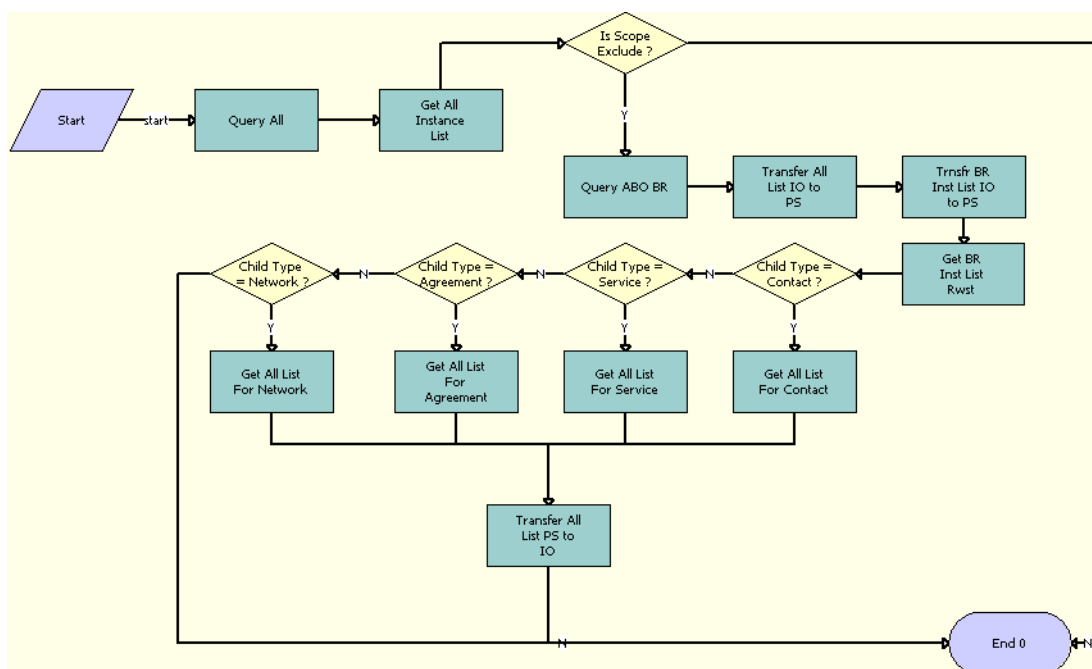 Is Scope
Exclude ?
Start
start
Query All
Get All
Instance
List
Y
Query ABO BR
Transfer All
List IO to
PS
Trnsfr BR
Inst List IO
to PS
Child Type
= Network ?
N
Child Type =
Agreement ?
N
Child Type =
Service ?
N
Child Type =
Contact ?
Get BR
Inst List
Rwst
Y
Y
Y
Y
Get All List
For Network
Get All List
For
Agreement
Get All List
For Service
Get All List
For Contact
Transfer All
List PS to
IO
N
End 0
N